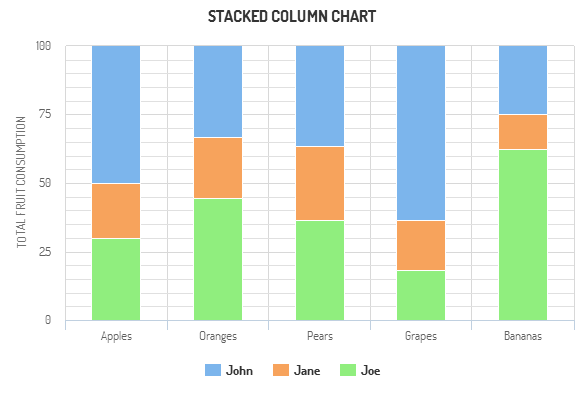 STACKED COLUMN CHART
TOTAL FRUIT CONSUMPTION
100
75
50
25
0
Apples Oranges Pears Grapes Bananas
John Jane Joe